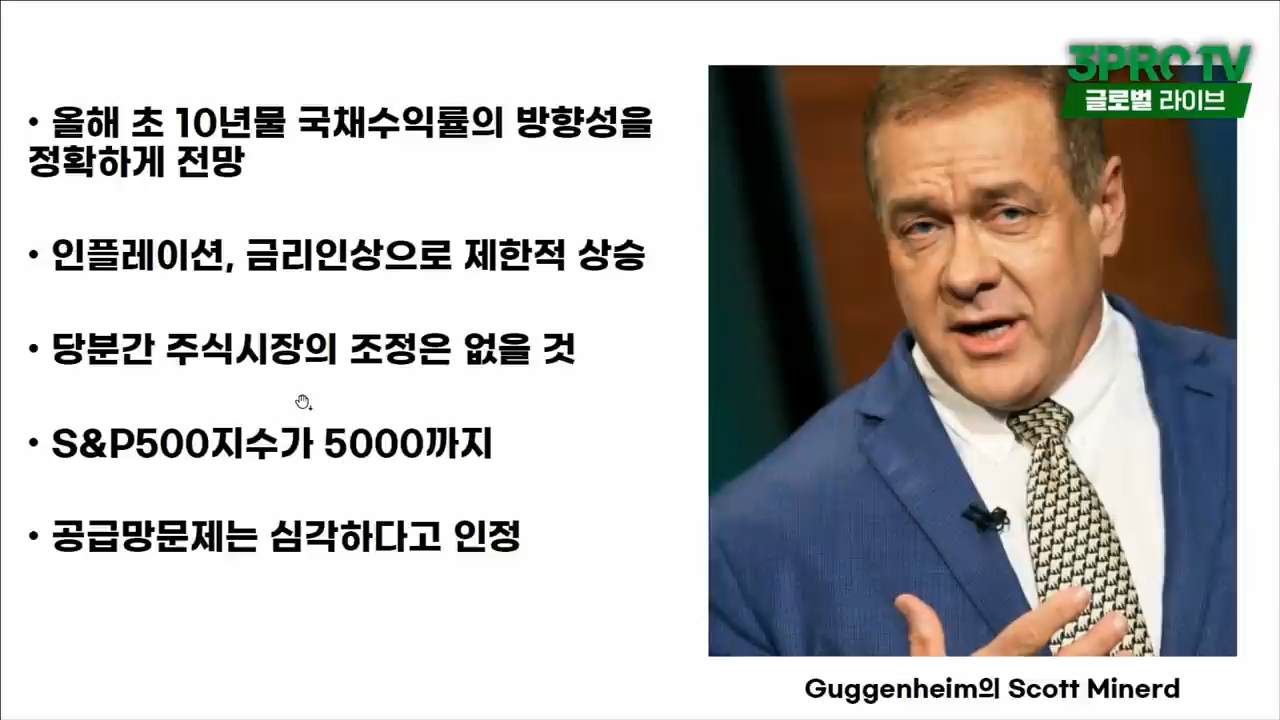 3PROTV
글로벌 라이브
• 올해 초 10년물 국채수익률의 방향성을
정확하게 전망
• 인플레이션, 금리인상으로 제한적 상승
• 당분간 주식시장의 조정은 없을 것
• S&P500지수가 5000까지
• 공급망문제는 심각하다고 인정
Guggenheim의 Scott Minerd